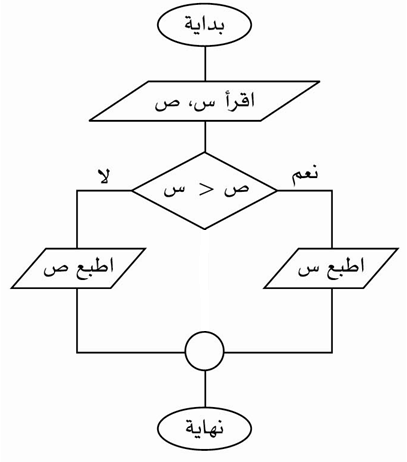 بداية
اقرأ س، ص
ص < س
نعم
لا
اطبع س
اطبع ص
نهاية